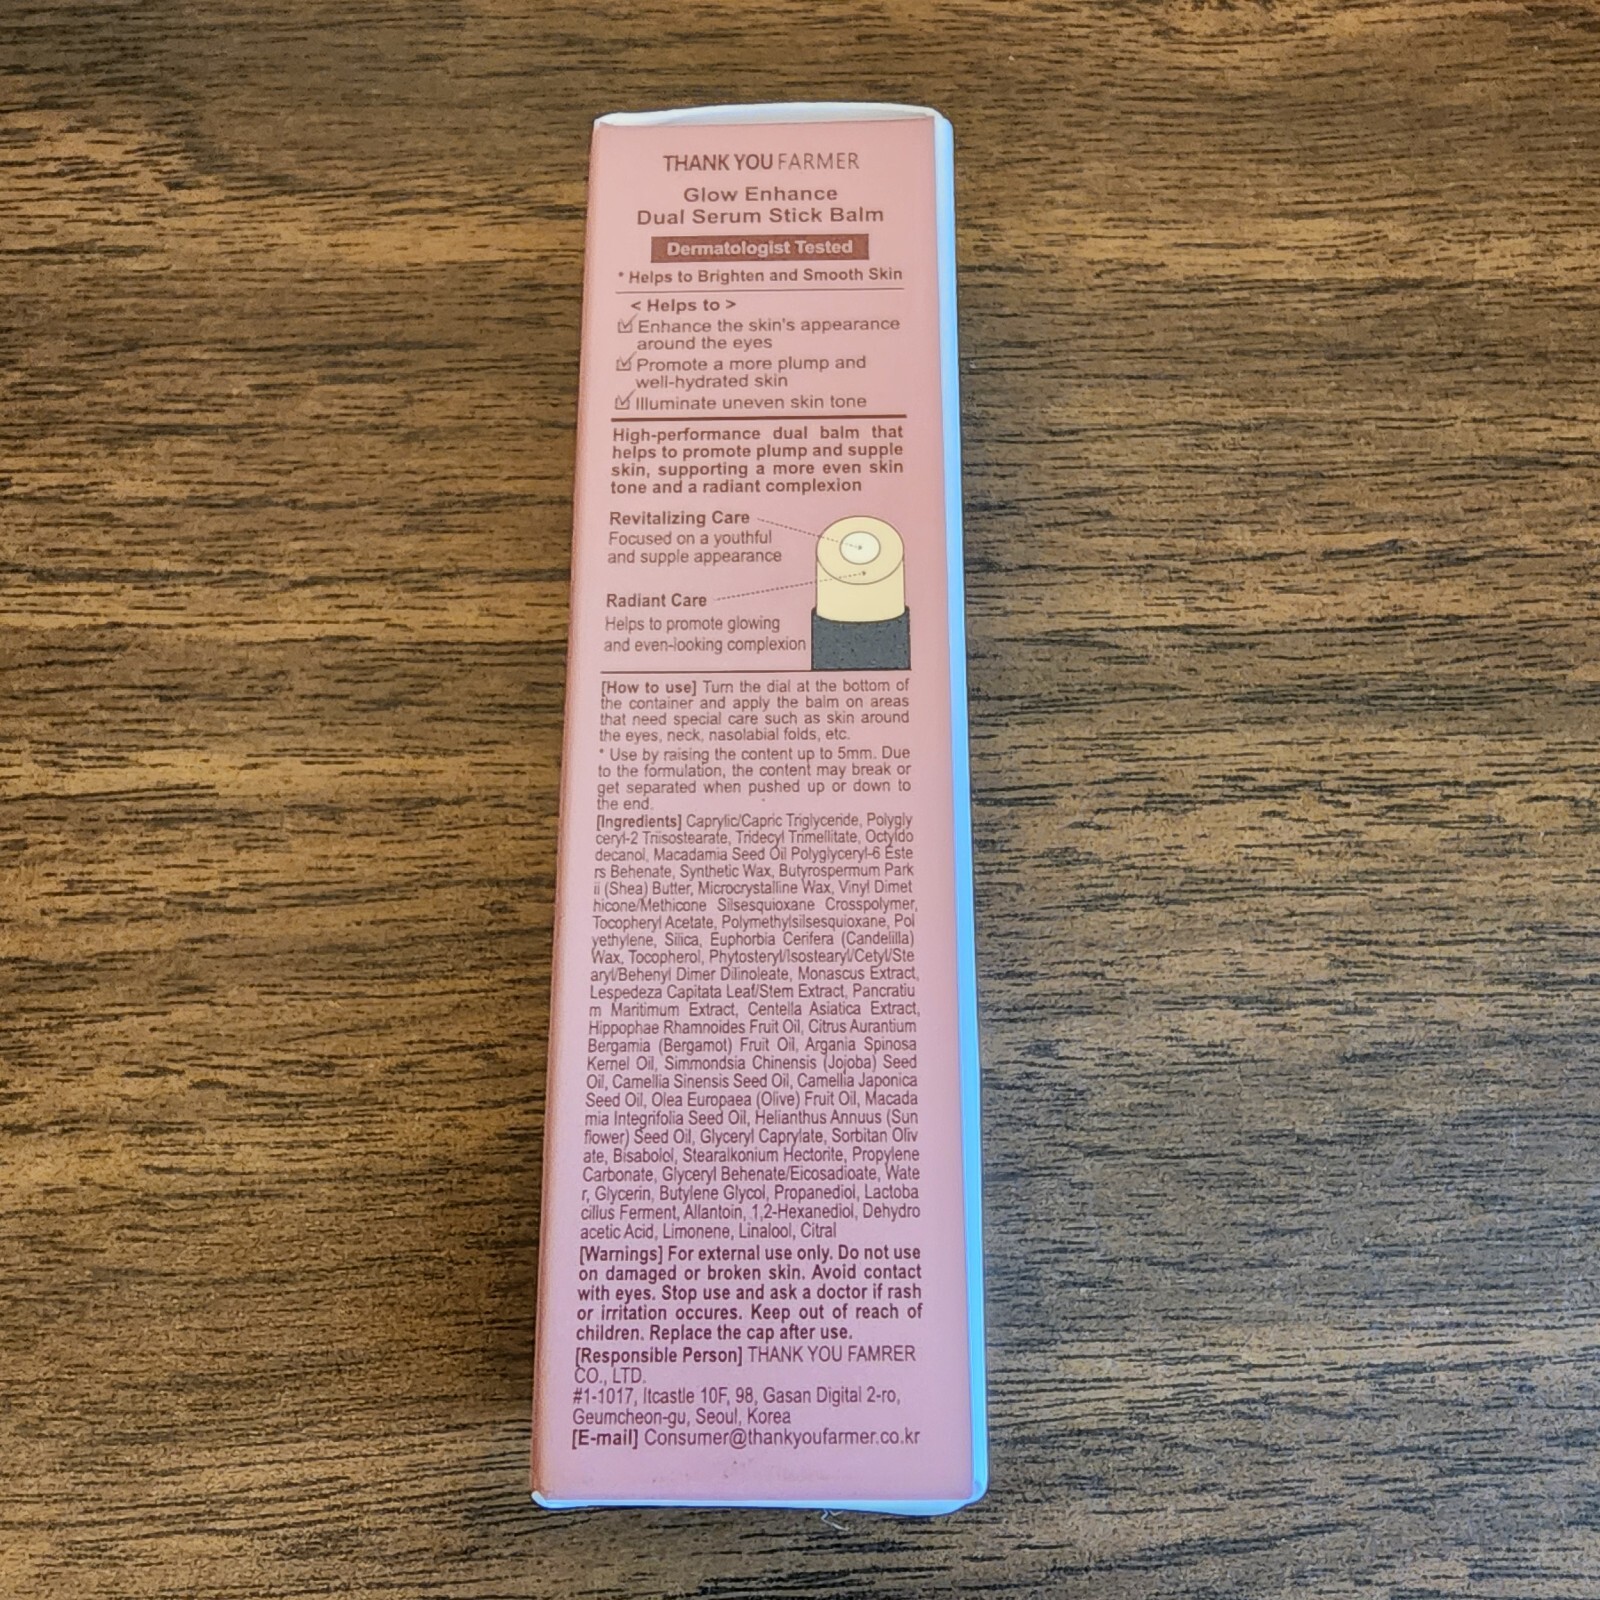 THANK YOU FARMER
Glow Enhance
Dual Serum Stick Balm
Dermatologist Tested
* Helps to Brighten and Smooth Skin
< Helps to >
Enhance the skin's appearance
around the eyes
Promote a more plump and
well-hydrated skin
Illuminate uneven skin tone
High-performance dual balm that
helps to promote plump and supple
skin, supporting a more even skin
tone and a radiant complexion
Revitalizing Care
Focused on a youthful
and supple appearance
Radiant Care
Helps to promote glowing
and even-looking complexion
[How to use] Turn the dial at the bottom of
the container and apply the balm on areas
that need special care such as skin around
the eyes, neck, nasolabial folds, etc.
* Use by raising the content up to 5mm. Due
to the formulation, the content may break or
get separated when pushed up or down to
the end.
[Ingredients] Caprylic/Capric Triglyceride, Polygly
ceryl-2 Triisostearate, Tridecyl Trimellitate, Octyldo
decanol, Macadamia Seed Oil Polyglyceryl-6 Este
rs Behenate, Synthetic Wax, Butyrospermum Park
ii (Shea) Butter, Microcrystalline Wax, Vinyl Dimet
hicone/Methicone Silsesquioxane Crosspolymer,
Tocopheryl Acetate, Polymethylsilsesquioxane, Pol
yethylene, Silica, Euphorbia Cerifera (Candelilla)
Wax, Tocopherol, Phytosteryl/Isostearyl/Cetyl/Ste
aryl/Behenyl Dimer Dilinoleate, Monascus Extract,
Lespedeza Capitata Leaf/Stem Extract, Pancratiu
m Maritimum Extract, Centella Asiatica Extract,
Hippophae Rhamnoides Fruit Oil, Citrus Aurantium
Bergamia (Bergamot) Fruit Oil, Argania Spinosa
Kernel Oil, Simmondsia Chinensis (Jojoba) Seed
Oil, Camellia Sinensis Seed Oil, Camellia Japonica
Seed Oil, Olea Europaea (Olive) Fruit Oil, Macada
mia Integrifolia Seed Oil, Helianthus Annuus (Sun
flower) Seed Oil, Glyceryl Caprylate, Sorbitan Oliv
ate, Bisabolol, Stearalkonium Hectorite, Propylene
Carbonate, Glyceryl Behenate/Eicosadioate, Wate
r, Glycerin, Butylene Glycol, Propanediol, Lactoba
cillus Ferment, Allantoin, 1,2-Hexanediol, Dehydro
acetic Acid, Limonene, Linalool, Citral
[Warnings] For external use only. Do not use
on damaged or broken skin. Avoid contact
with eyes. Stop use and ask a doctor if rash
or irritation occures. Keep out of reach of
children. Replace the cap after use.
[Responsible Person] THANK YOU FAMRER
CO., LTD.
#1-1017, Itcastle 10F, 98, Gasan Digital 2-ro,
Geumcheon-gu, Seoul, Korea
[E-mail] Consumer@thankyoufarmer.co.kr